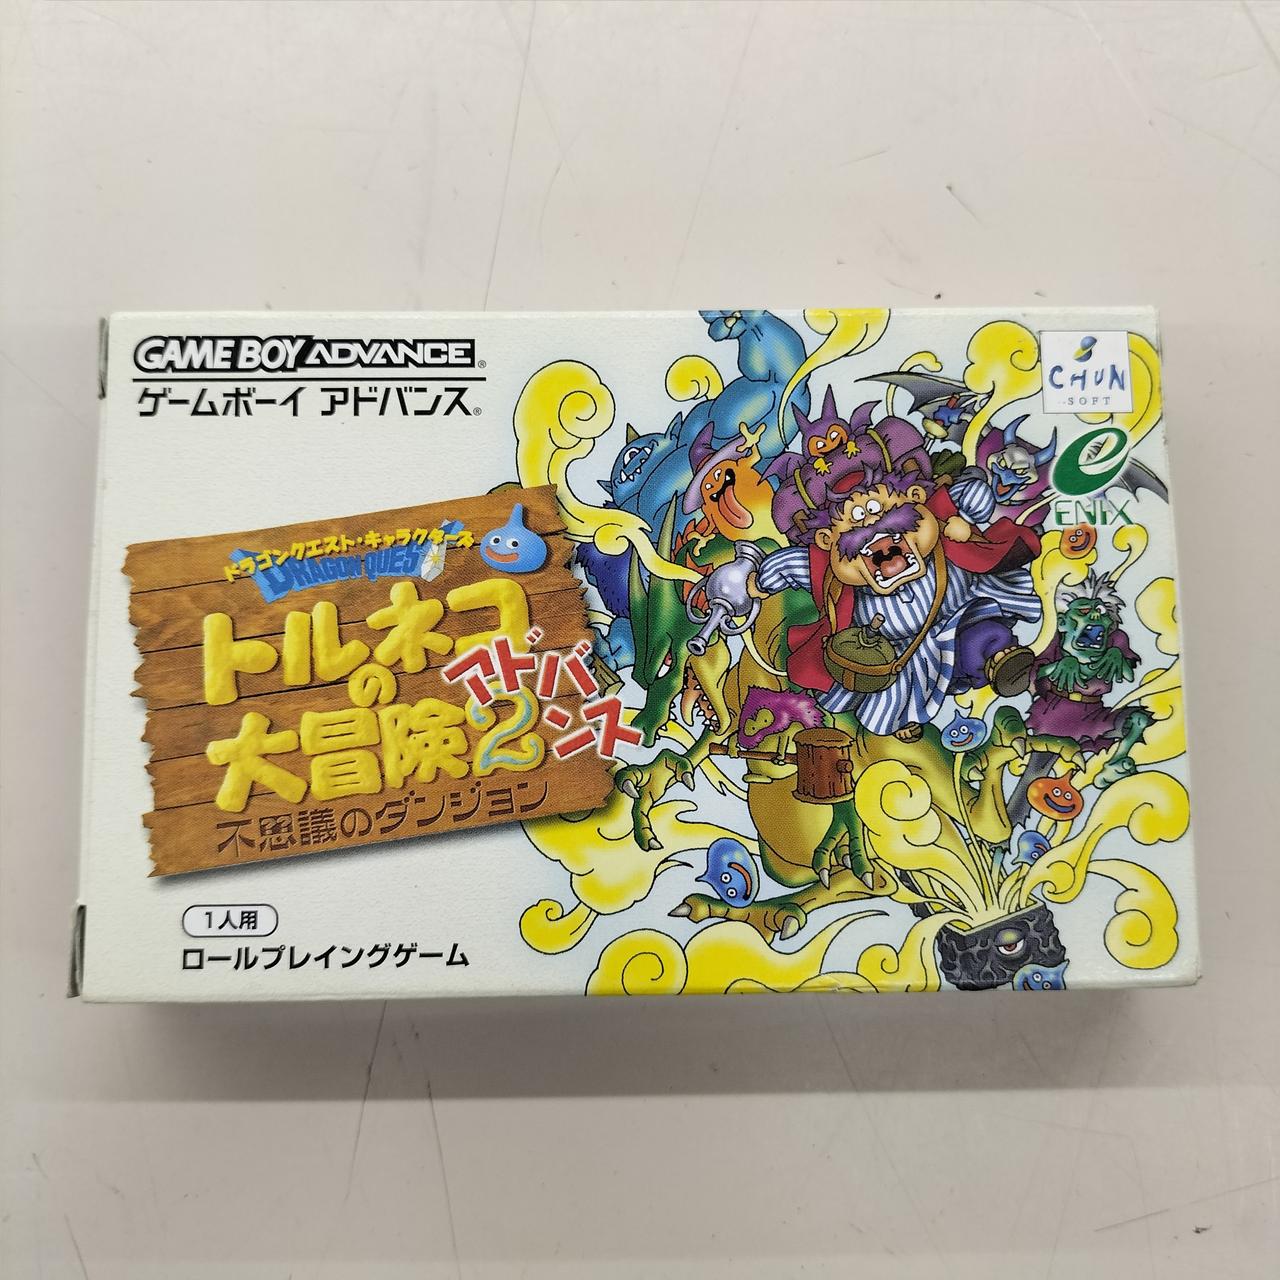 GAME BOY ADVANCE®
ゲームボーイ アドバンス®
CHUN
SOFT
ENIX
ドラゴンクエスト・キャラクターズ
DRAGON QUEST
トルネコ
の
大冒険2
アドバンス
不思議のダンジョン
1人用
ロールプレイングゲーム